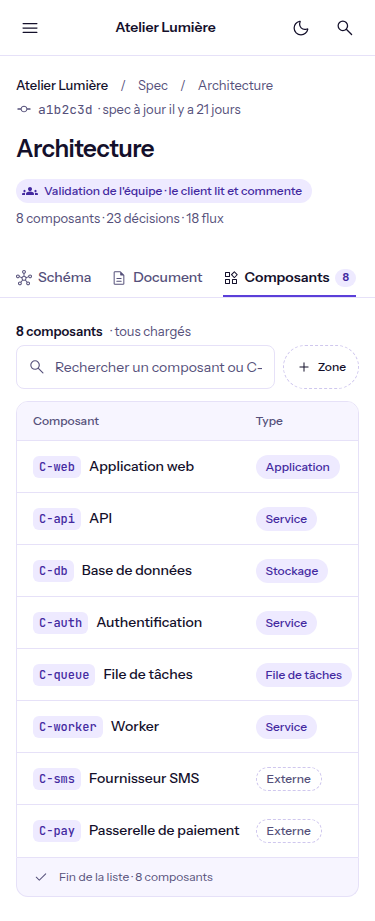 Atelier Lumière
Atelier Lumière / Spec / Architecture
a1b2c3d · spec à jour il y a 21 jours
Architecture
Validation de l'équipe · le client lit et commente
8 composants · 23 décisions · 18 flux
Schéma Document Composants 8
8 composants · tous chargés
Rechercher un composant ou C- + Zone
Composant Type
C-web Application web Application
C-api API Service
C-db Base de données Stockage
C-auth Authentification Service
C-queue File de tâches File de tâches
C-worker Worker Service
C-sms Fournisseur SMS Externe
C-pay Passerelle de paiement Externe
Fin de la liste · 8 composants